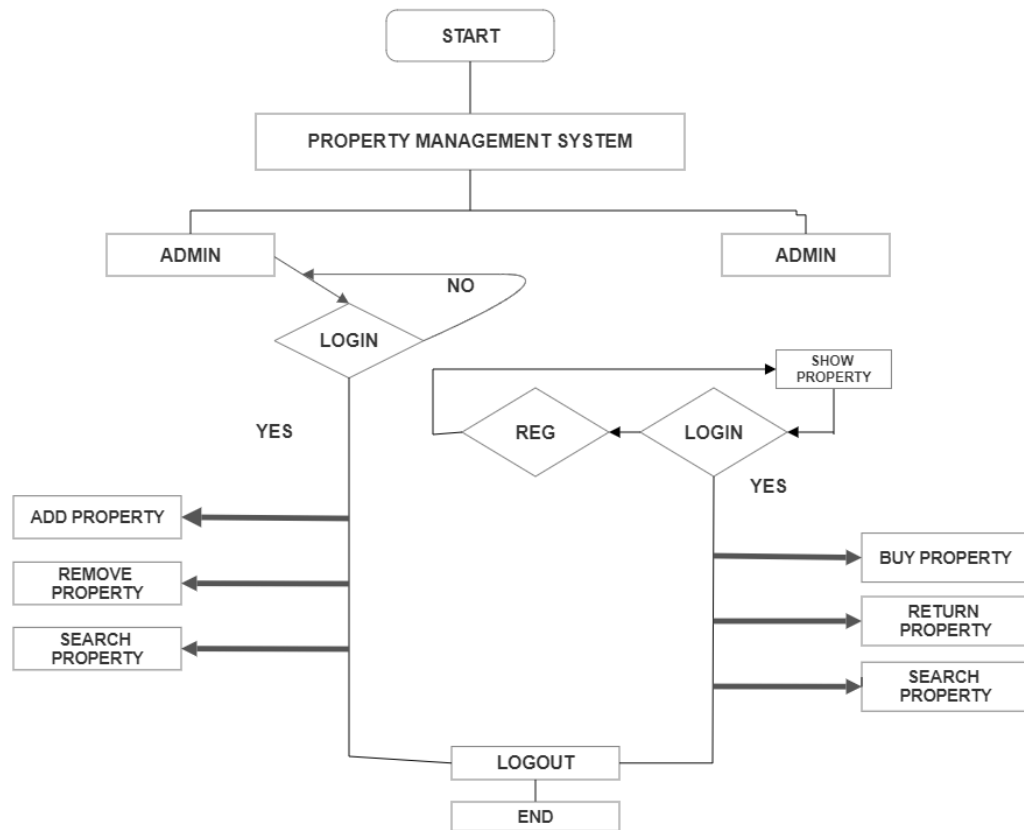 START
PROPERTY MANAGEMENT SYSTEM
ADMIN
ADMIN
NO
LOGIN
SHOW
PROPERTY
REG
LOGIN
YES
YES
ADD PROPERTY
REMOVE
PROPERTY
SEARCH
PROPERTY
BUY PROPERTY
RETURN
PROPERTY
SEARCH
PROPERTY
LOGOUT
END